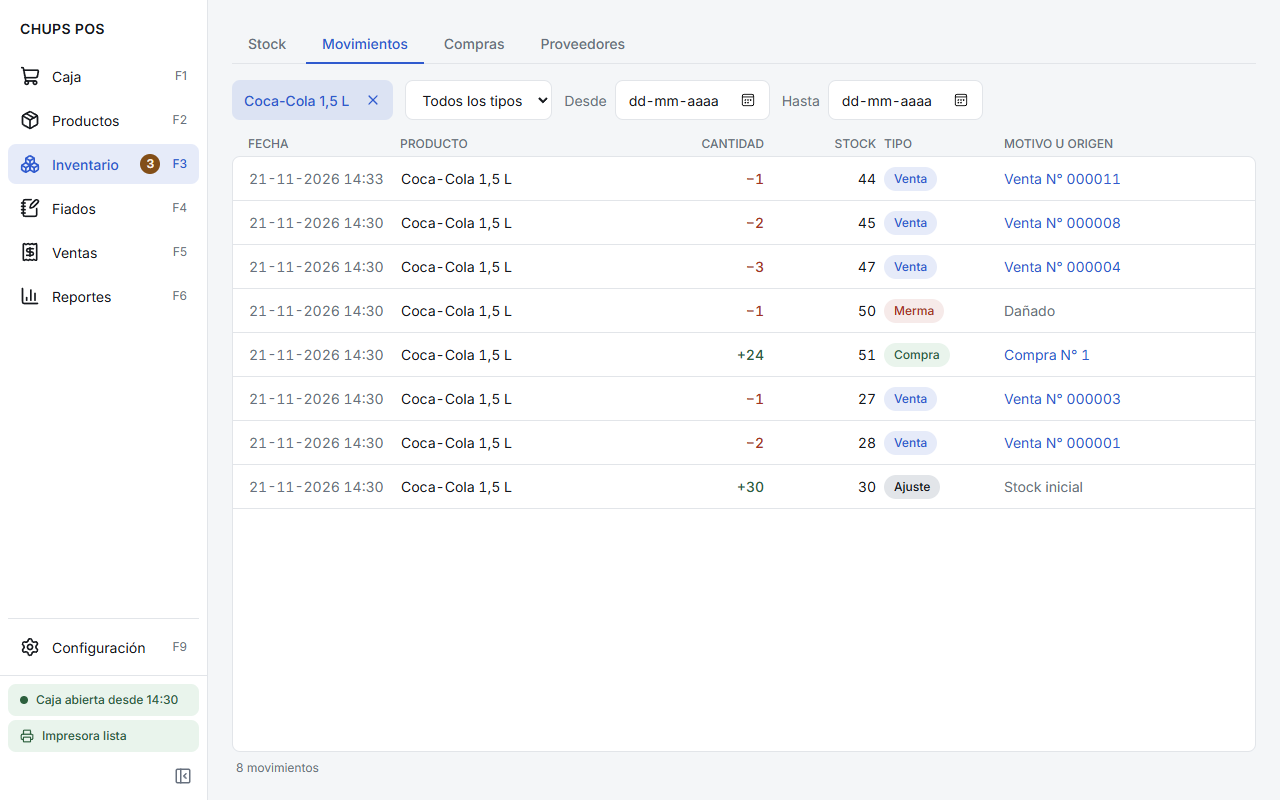 CHUPS POS
Caja F1
Productos F2
Inventario 3 F3
Fiados F4
Ventas F5
Reportes F6
Configuración F9
Caja abierta desde 14:30
Impresora lista
Stock Movimientos Compras Proveedores
Coca-Cola 1,5 L Todos los tipos Desde dd-mm-aaaa Hasta dd-mm-aaaa
FECHA PRODUCTO CANTIDAD STOCK TIPO MOTIVO U ORIGEN
21-11-2026 14:33 Coca-Cola 1,5 L −1 44 Venta Venta N° 000011
21-11-2026 14:30 Coca-Cola 1,5 L −2 45 Venta Venta N° 000008
21-11-2026 14:30 Coca-Cola 1,5 L −3 47 Venta Venta N° 000004
21-11-2026 14:30 Coca-Cola 1,5 L −1 50 Merma Dañado
21-11-2026 14:30 Coca-Cola 1,5 L +24 51 Compra Compra N° 1
21-11-2026 14:30 Coca-Cola 1,5 L −1 27 Venta Venta N° 000003
21-11-2026 14:30 Coca-Cola 1,5 L −2 28 Venta Venta N° 000001
21-11-2026 14:30 Coca-Cola 1,5 L +30 30 Ajuste Stock inicial
8 movimientos